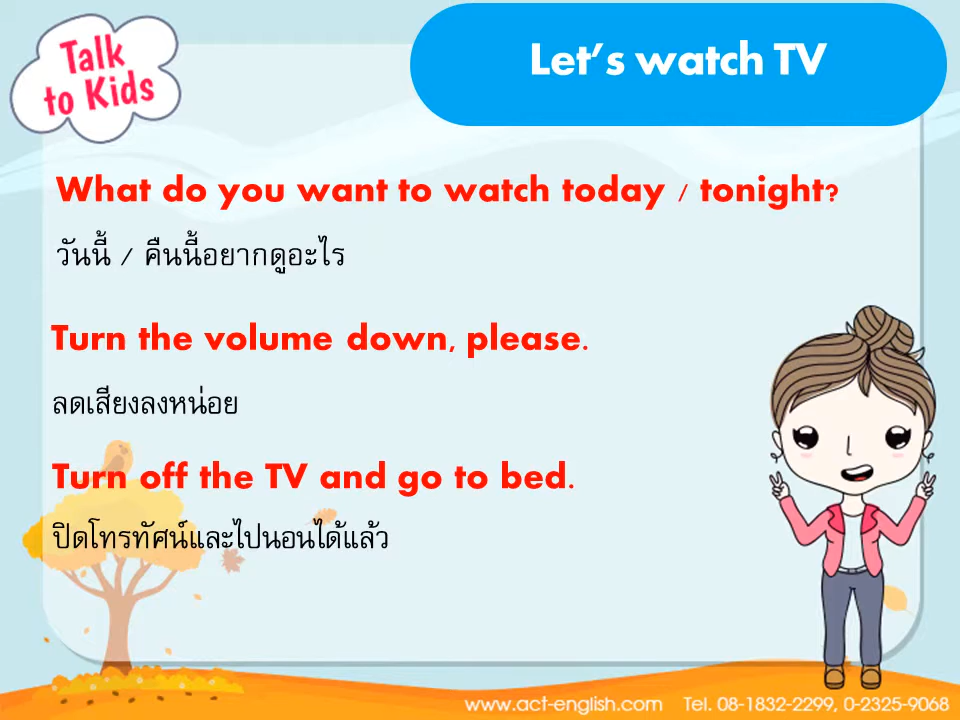 Talk
to Kids
Let's watch TV
What do you want to watch today / tonight?
วันนี้ / คืนนี้อยากดูอะไร
Turn the volume down, please.
ลดเสียงลงหน่อย
Turn off the TV and go to bed.
ปิดโทรทัศน์และไปนอนได้แล้ว
www.act-english.com Tel. 08-1832-2299, 0-2325-9068